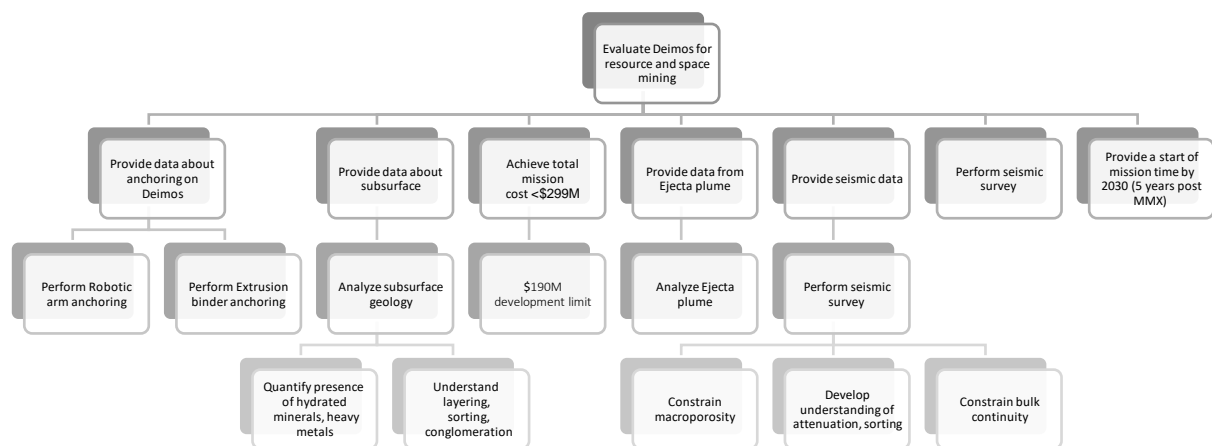 Evaluate Deimos for
resource and space
mining
Provide data about
anchoring on
Deimos
Provide data about
subsurface
Achieve total
mission
cost <$299M
Provide data from
Ejecta plume
Provide seismic data
Perform seismic
survey
Provide a start of
mission time by
2030 (5 years post
MMX)
Perform Robotic
arm anchoring
Perform Extrusion
binder anchoring
Analyze subsurface
geology
$190M
development limit
Analyze Ejecta
plume
Perform seismic
survey
Quantify presence
of hydrated
minerals, heavy
metals
Understand
layering,
sorting,
conglomeration
Constrain
macroporosity
Develop
understanding of
attenuation, sorting
Constrain bulk
continuity